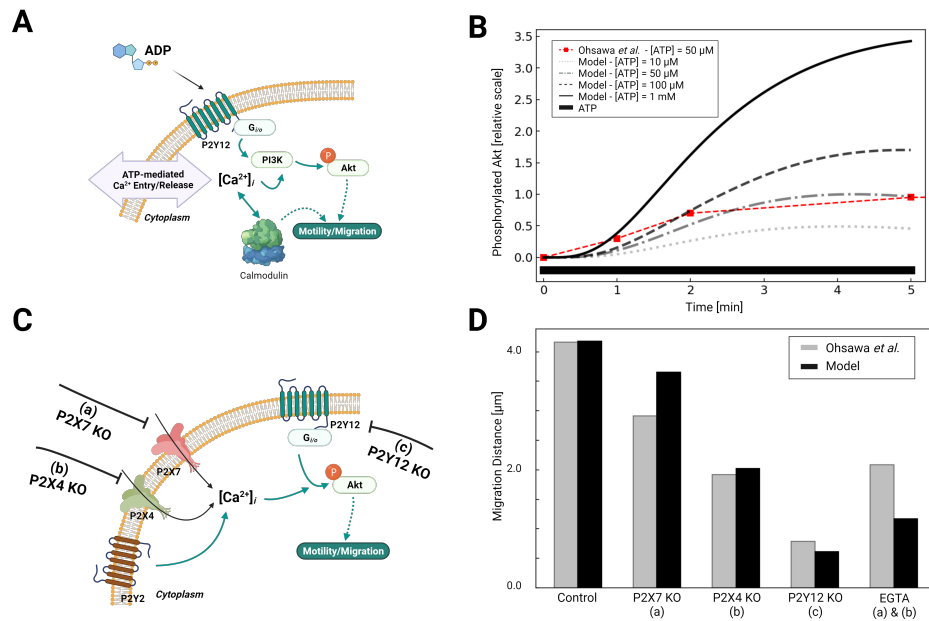 A
ADP
P2Y12
Gi/o
PI3K
P
Akt
ATP-mediated
Ca²⁺ Entry/Release
[Ca²⁺]i
Cytoplasm
Motility/Migration
Calmodulin
B
Phosphorylated Akt [relative scale]
3.5
3.0
2.5
2.0
1.5
1.0
0.5
0.0
Ohsawa et al. - [ATP] = 50 μM
Model - [ATP] = 10 μM
Model - [ATP] = 50 μM
Model - [ATP] = 100 μM
Model - [ATP] = 1 mM
ATP
0 1 2 3 4 5
Time [min]
C
(a)
P2X7 KO
(b)
P2X4 KO
P2X7
P2X4
P2Y2
Cytoplasm
[Ca²⁺]i
P2Y12
Gi/o
(c)
P2Y12 KO
P
Akt
Motility/Migration
D
Migration Distance [μm]
4.0
2.0
0.0
Ohsawa et al.
Model
Control P2X7 KO P2X4 KO P2Y12 KO EGTA
(a) (b) (c) (a) & (b)